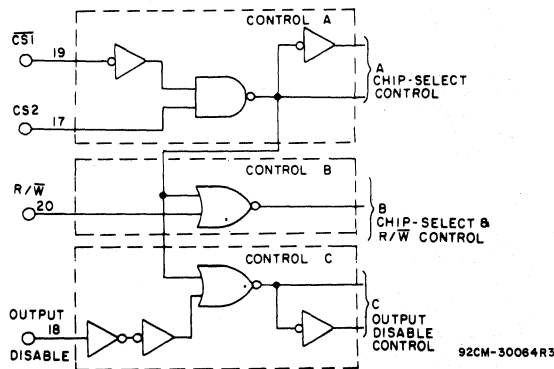 CONTROL A
CS1
19
A
CHIP-SELECT
CONTROL
CS2
17
CONTROL B
R/W
20
B
CHIP-SELECT &
R/W CONTROL
CONTROL C
C
OUTPUT
DISABLE
CONTROL
OUTPUT
18
DISABLE
92CM-30064R3